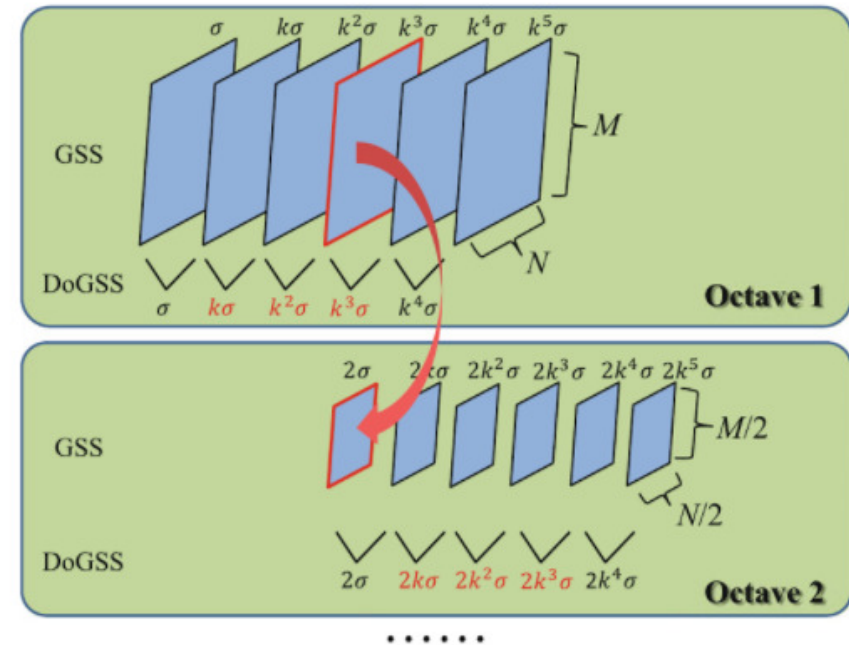 σ kσ k²σ k³σ k⁴σ k⁵σ
M
GSS
N
DoGSS
σ kσ k²σ k³σ k⁴σ
Octave 1
2σ 2kσ 2k²σ 2k³σ 2k⁴σ 2k⁵σ
M/2
GSS
N/2
DoGSS
2σ 2kσ 2k²σ 2k³σ 2k⁴σ
Octave 2
......